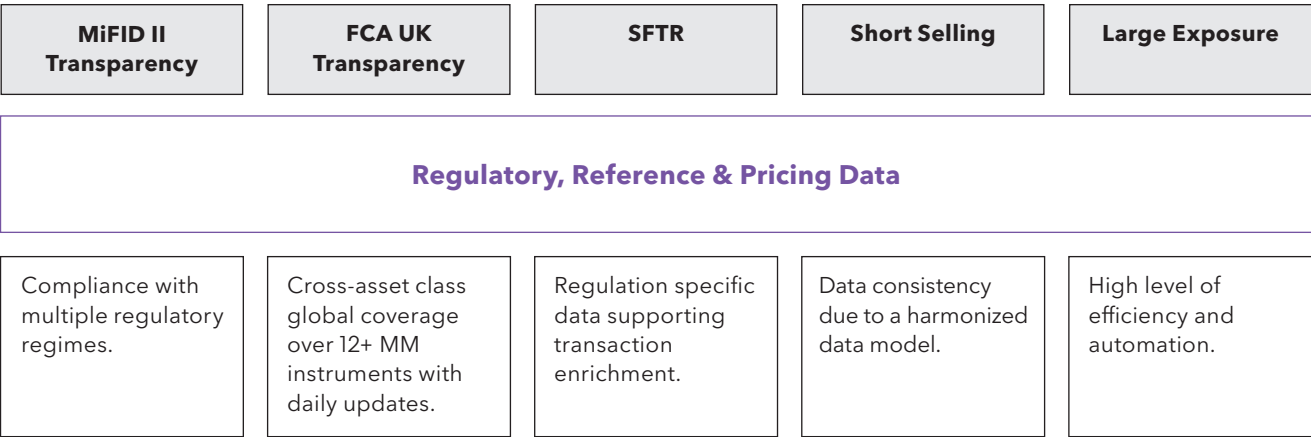 MiFID II
Transparency
FCA UK
Transparency
SFTR
Short Selling
Large Exposure
Regulatory, Reference & Pricing Data
Compliance with
multiple regulatory
regimes.
Cross-asset class
global coverage
over 12+ MM
instruments with
daily updates.
Regulation specific
data supporting
transaction
enrichment.
Data consistency
due to a harmonized
data model.
High level of
efficiency and
automation.